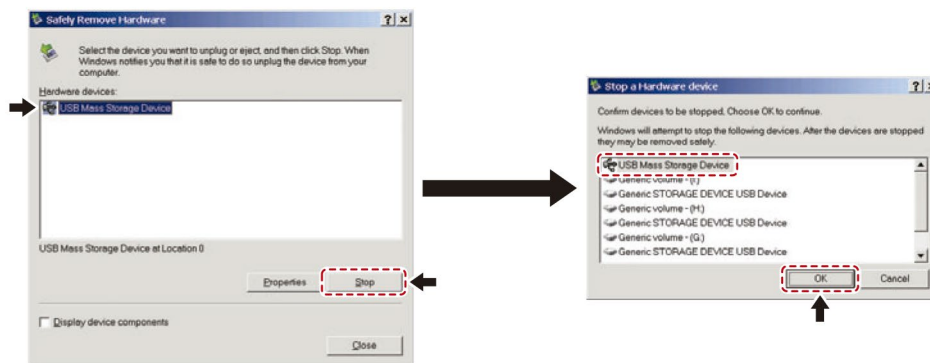 Safely Remove Hardware
Select the device you want to unplug or eject, and then click Stop. When
Windows notifies you that it is safe to do so unplug the device from your
computer.
Hardware devices:
USB Mass Storage Device
USB Mass Storage Device at Location 0
Properties
Stop
Display device components
Close
Stop a Hardware device
Confirm devices to be stopped, Choose OK to continue.
Windows will attempt to stop the following devices. After the devices are stopped
they may be removed safely.
USB Mass Storage Device
Generic volume - (I:)
Generic STORAGE DEVICE USB Device
Generic volume - (H:)
Generic STORAGE DEVICE USB Device
Generic volume - (G:)
Generic STORAGE DEVICE USB Device
OK
Cancel